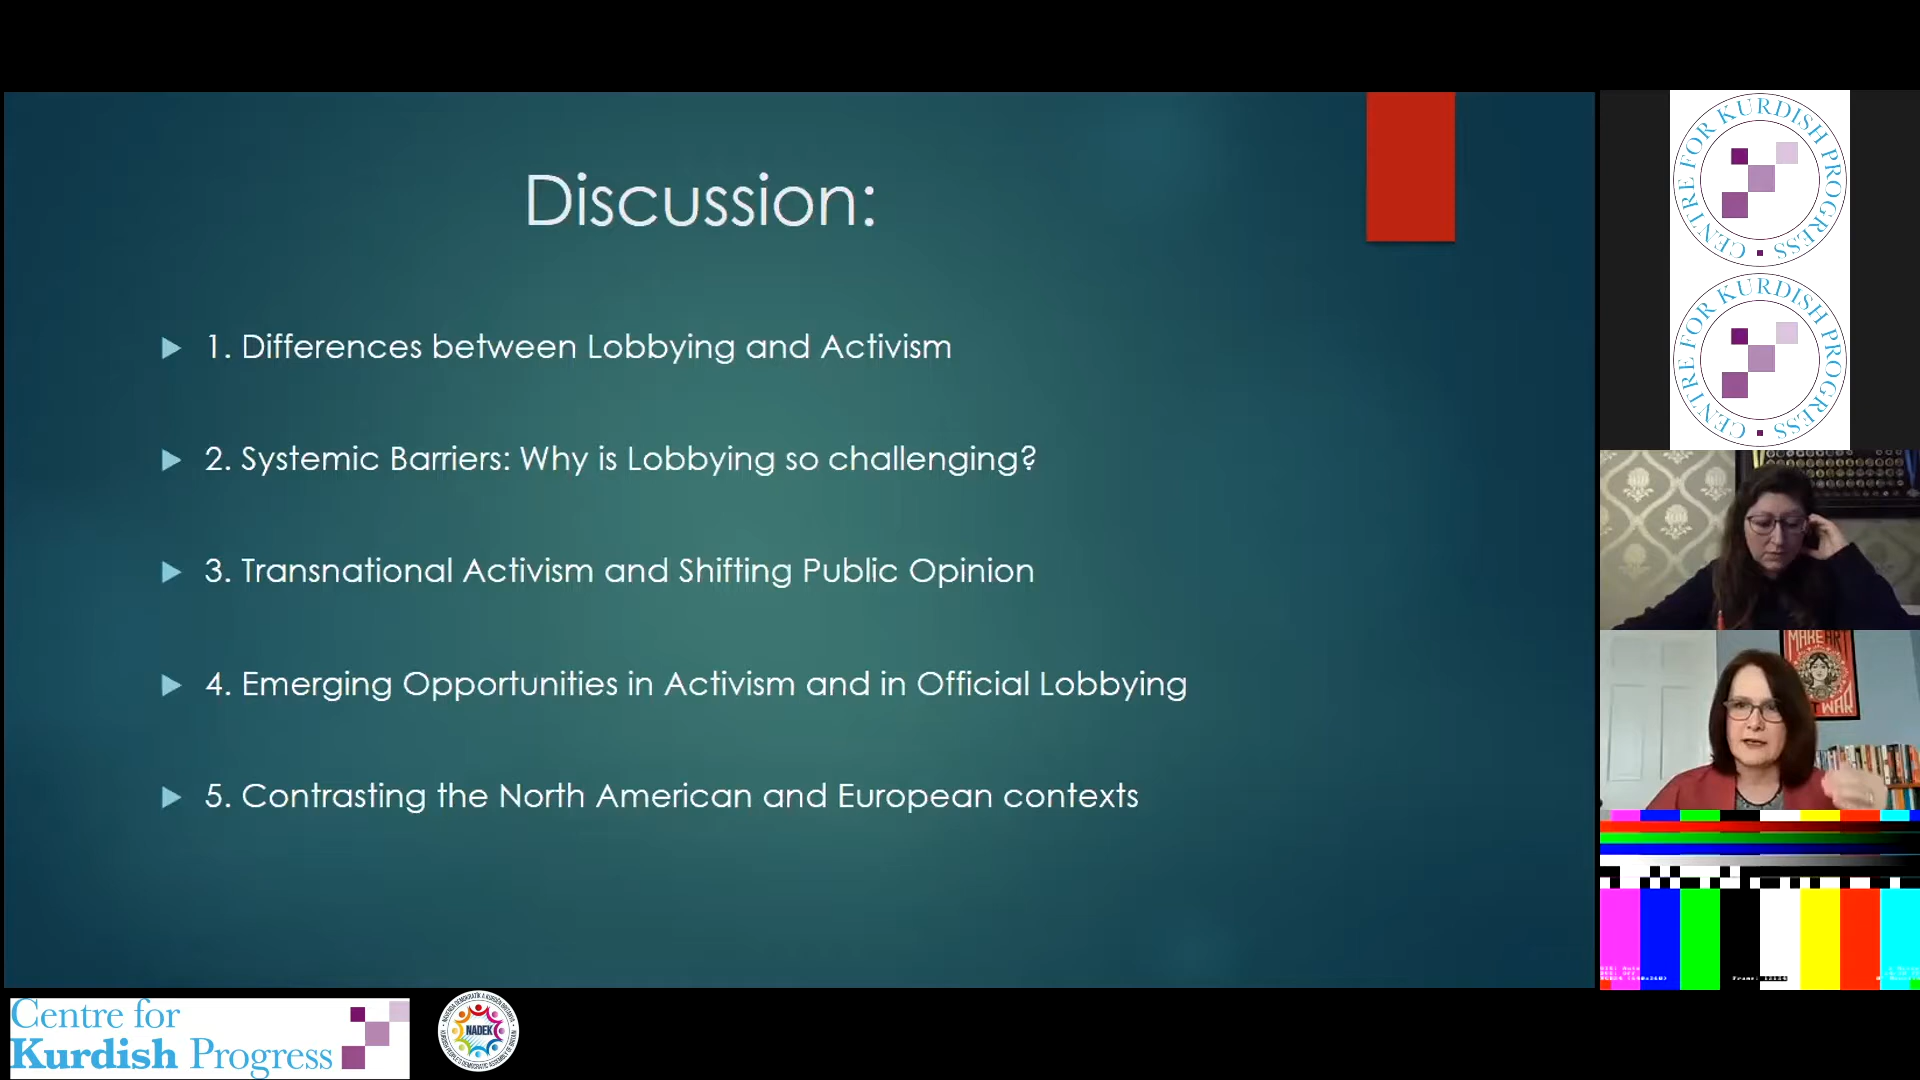 Discussion:
1. Differences between Lobbying and Activism
2. Systemic Barriers: Why is Lobbying so challenging?
3. Transnational Activism and Shifting Public Opinion
4. Emerging Opportunities in Activism and in Official Lobbying
5. Contrasting the North American and European contexts
CENTRE FOR KURDISH PROGRESS
CENTRE FOR KURDISH PROGRESS
MAKE ART
WAR
Centre for
Kurdish Progress
NADEK